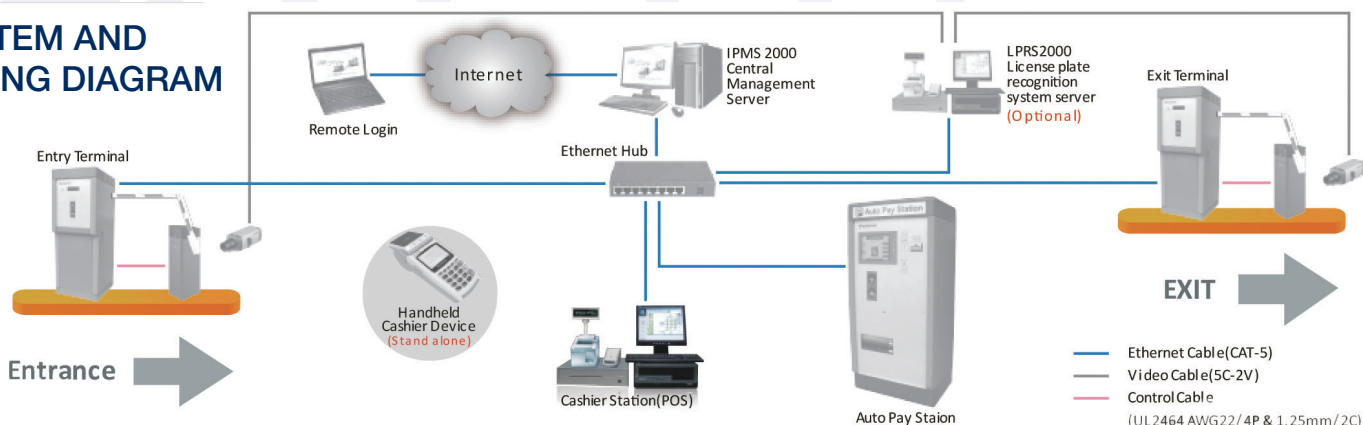 TEM AND
NG DIAGRAM
Internet
Remote Login
IPMS 2000
Central
Management
Server
LPRS2000
License plate
recognition
system server
(Optional)
Exit Terminal
Entry Terminal
Ethernet Hub
Auto Pay Station
Handheld
Cashier Device
(Stand alone)
Cashier Station(POS)
Auto Pay Staion
Entrance
EXIT
Ethernet Cable(CAT-5)
Video Cable(5C-2V)
Control Cable
(UL2464 AWG22/4P & 1.25mm/2C)